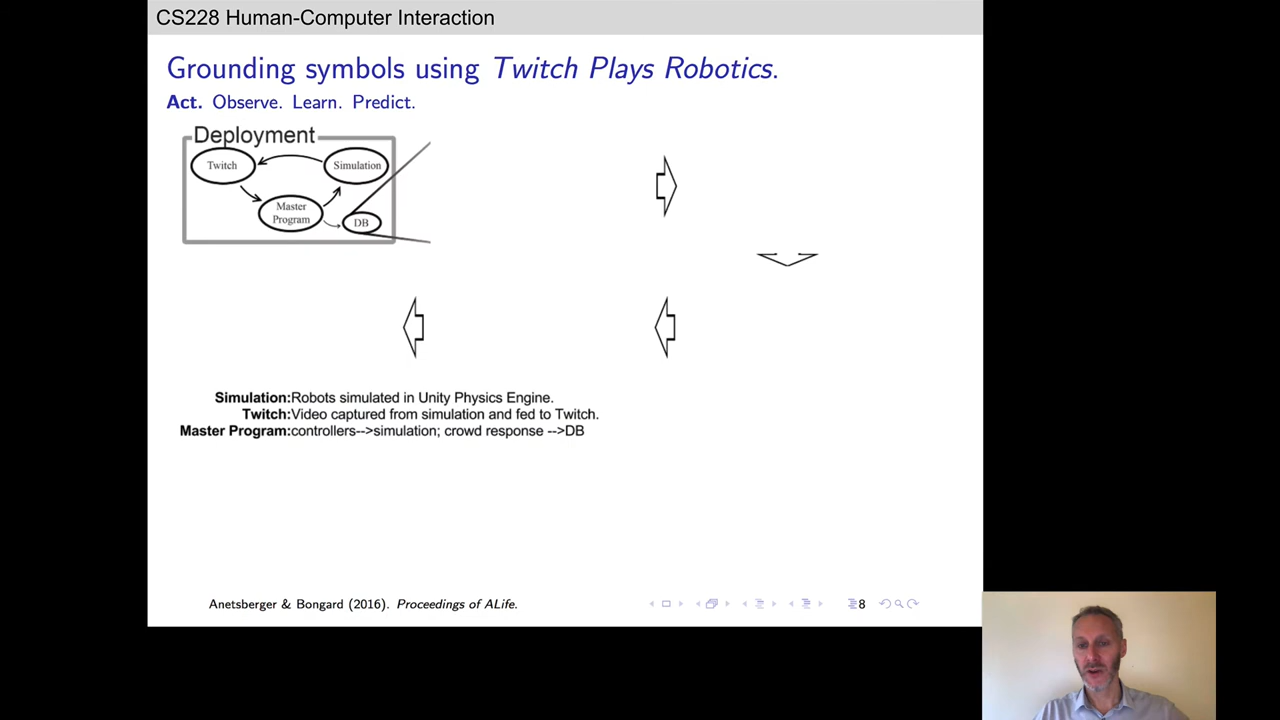 CS228 Human-Computer Interaction
Grounding symbols using Twitch Plays Robotics.
Act. Observe. Learn. Predict.
Deployment
Twitch
Simulation
Master
Program
DB
Simulation:Robots simulated in Unity Physics Engine.
Twitch:Video captured from simulation and fed to Twitch.
Master Program:controllers-->simulation; crowd response -->DB
Anetsberger & Bongard (2016). Proceedings of ALife.
8